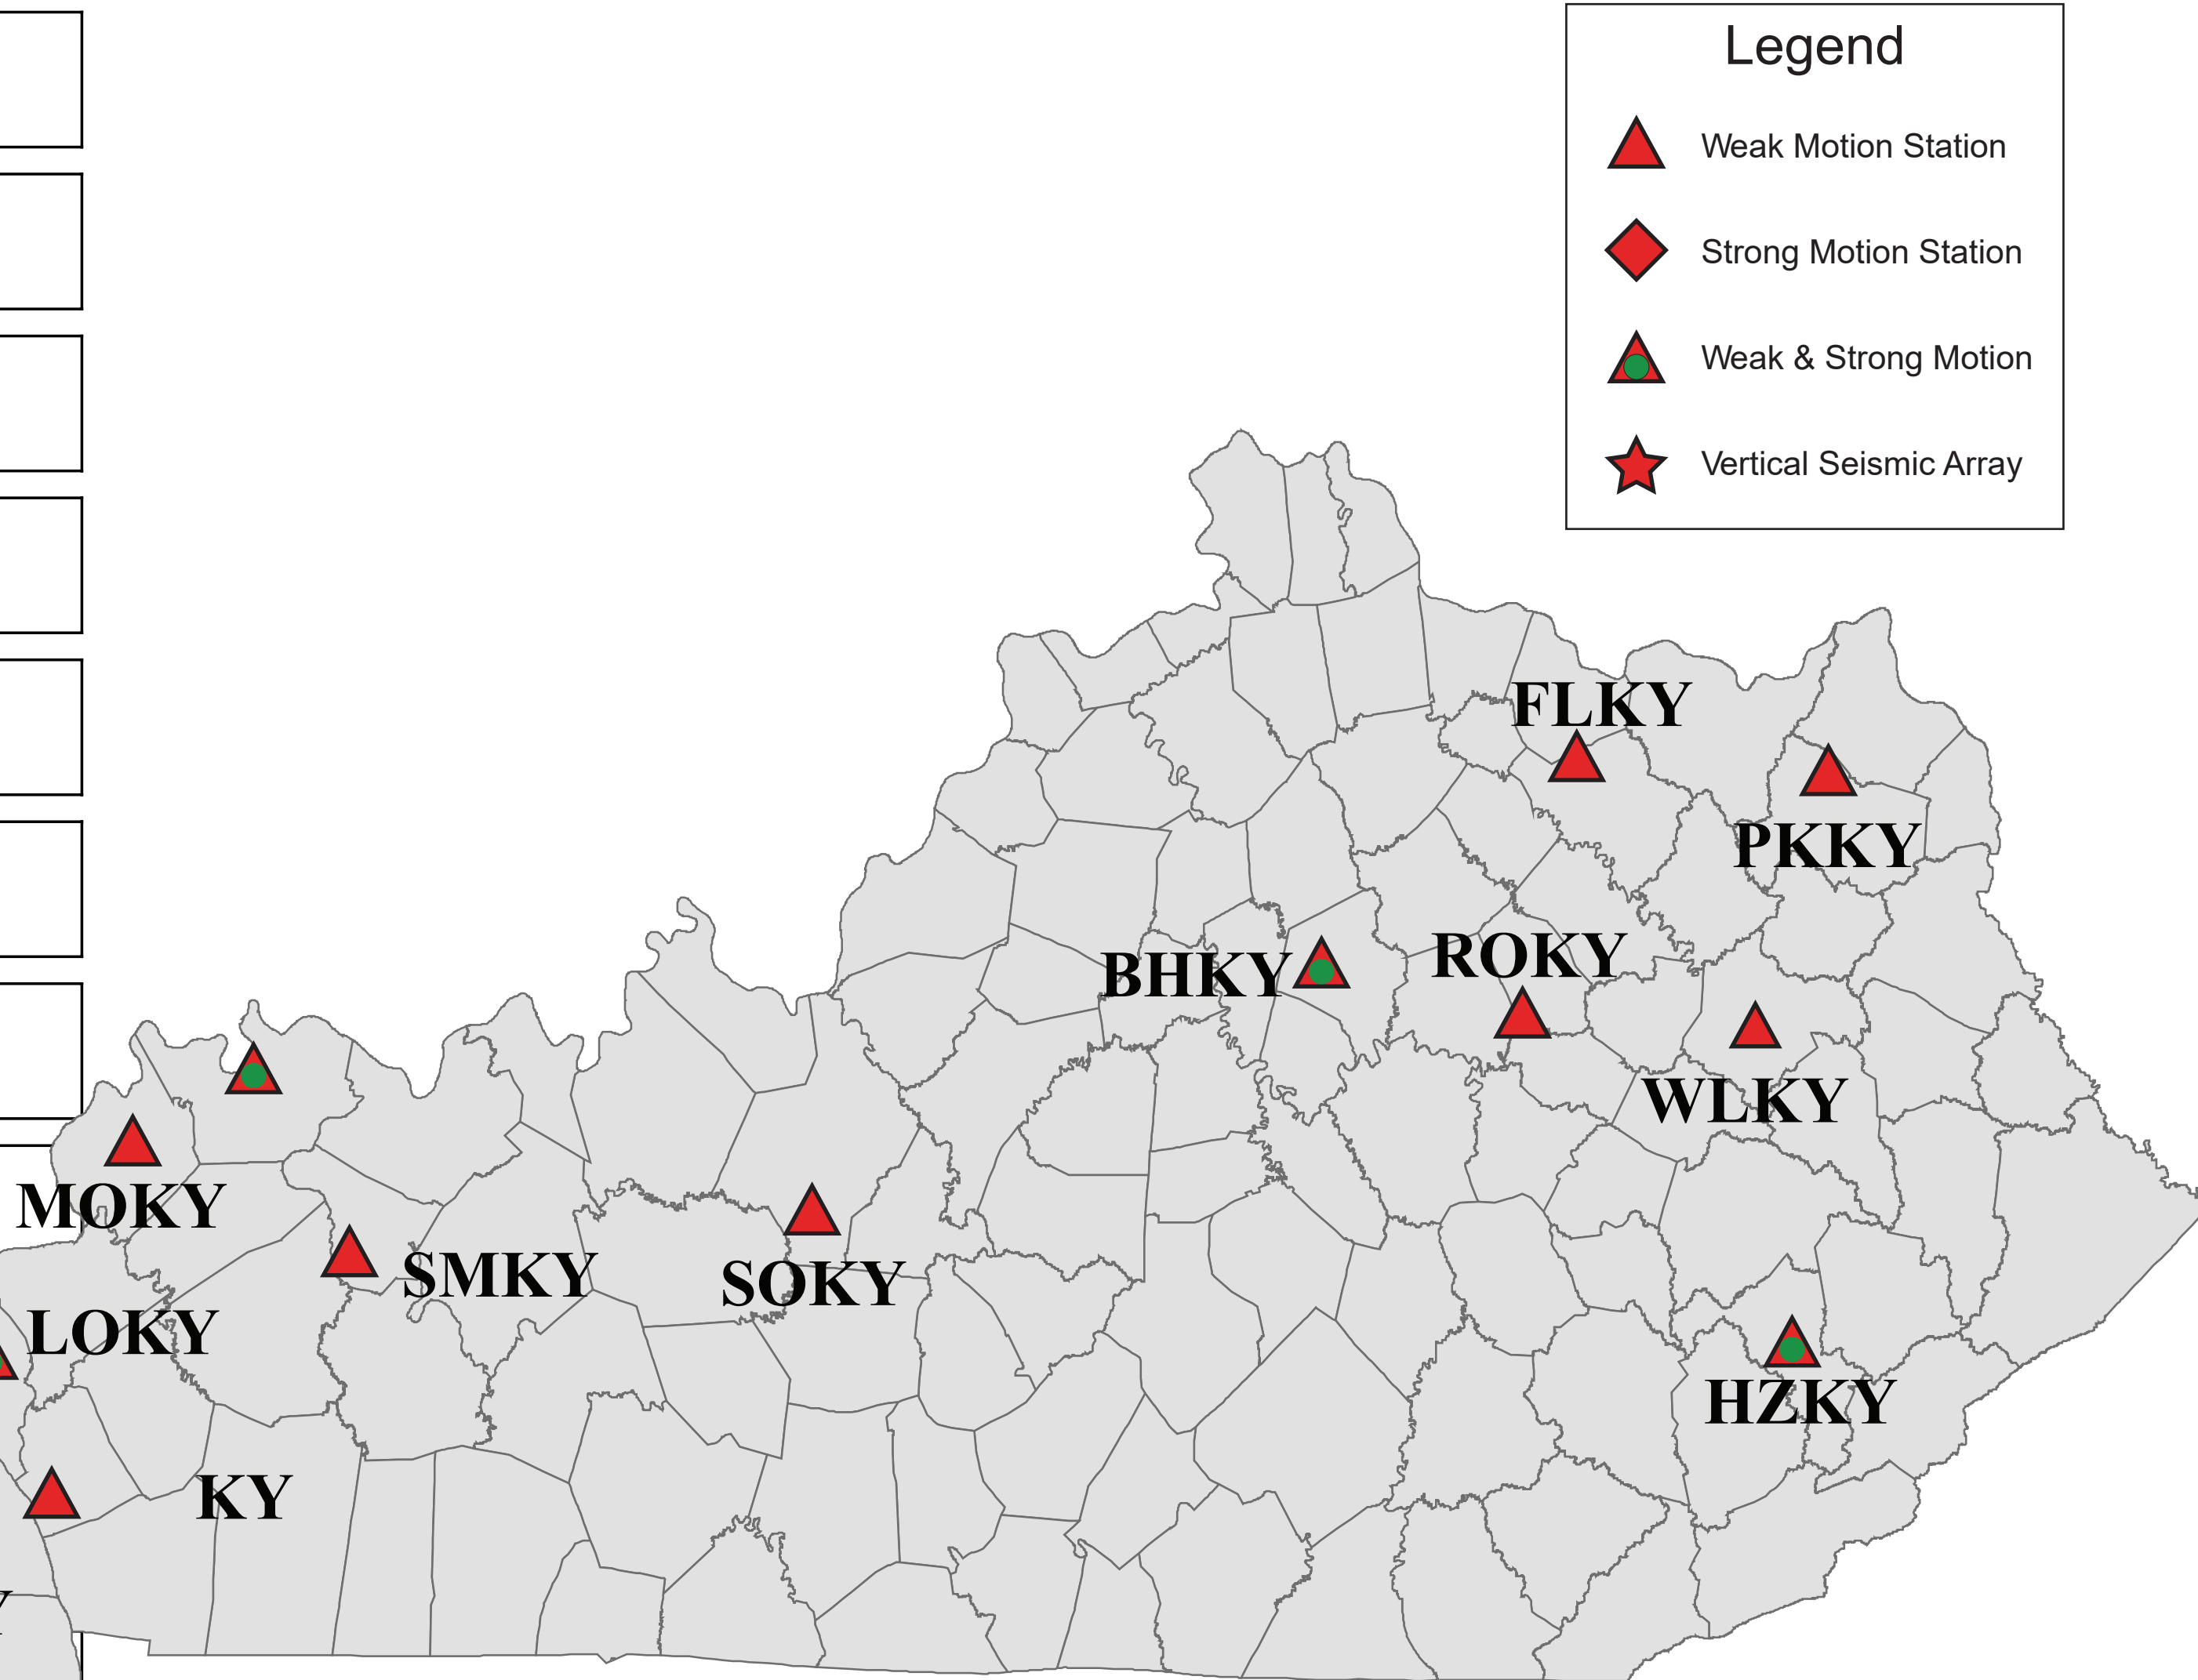 Legend
Weak Motion Station
Strong Motion Station
Weak & Strong Motion
Vertical Seismic Array
FLKY
PKKY
BHKY
ROKY
WLKY
MOKY
SMKY
SOKY
LOKY
HZKY
KY